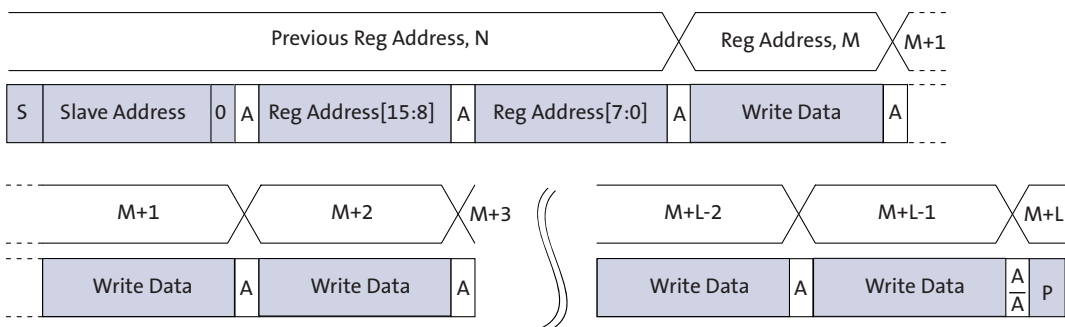 Previous Reg Address, N Reg Address, M M+1
S Slave Address 0 A Reg Address[15:8] A Reg Address[7:0] A Write Data A
M+1 M+2 M+3 M+L-2 M+L-1 M+L
Write Data A Write Data A Write Data A Write Data A/A̅ P